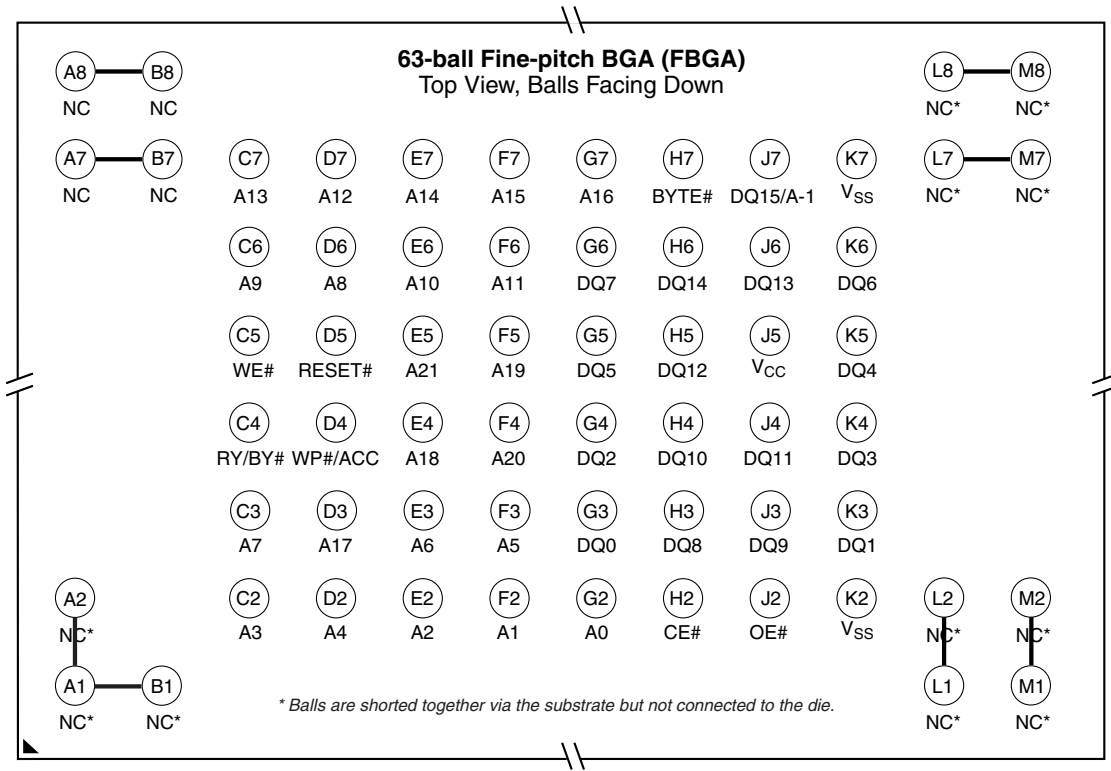 63-ball Fine-pitch BGA (FBGA)
Top View, Balls Facing Down
A8 B8 L8 M8
NC NC NC* NC*
A7 B7 C7 D7 E7 F7 G7 H7 J7 K7 L7 M7
NC NC A13 A12 A14 A15 A16 BYTE# DQ15/A-1 VSS NC* NC*
C6 D6 E6 F6 G6 H6 J6 K6
A9 A8 A10 A11 DQ7 DQ14 DQ13 DQ6
C5 D5 E5 F5 G5 H5 J5 K5
WE# RESET# A21 A19 DQ5 DQ12 VCC DQ4
C4 D4 E4 F4 G4 H4 J4 K4
RY/BY# WP#/ACC A18 A20 DQ2 DQ10 DQ11 DQ3
C3 D3 E3 F3 G3 H3 J3 K3
A7 A17 A6 A5 DQ0 DQ8 DQ9 DQ1
A2 C2 D2 E2 F2 G2 H2 J2 K2 L2 M2
NC* A3 A4 A2 A1 A0 CE# OE# VSS NC* NC*
A1 B1 L1 M1
NC* NC* NC* NC*
* Balls are shorted together via the substrate but not connected to the die.